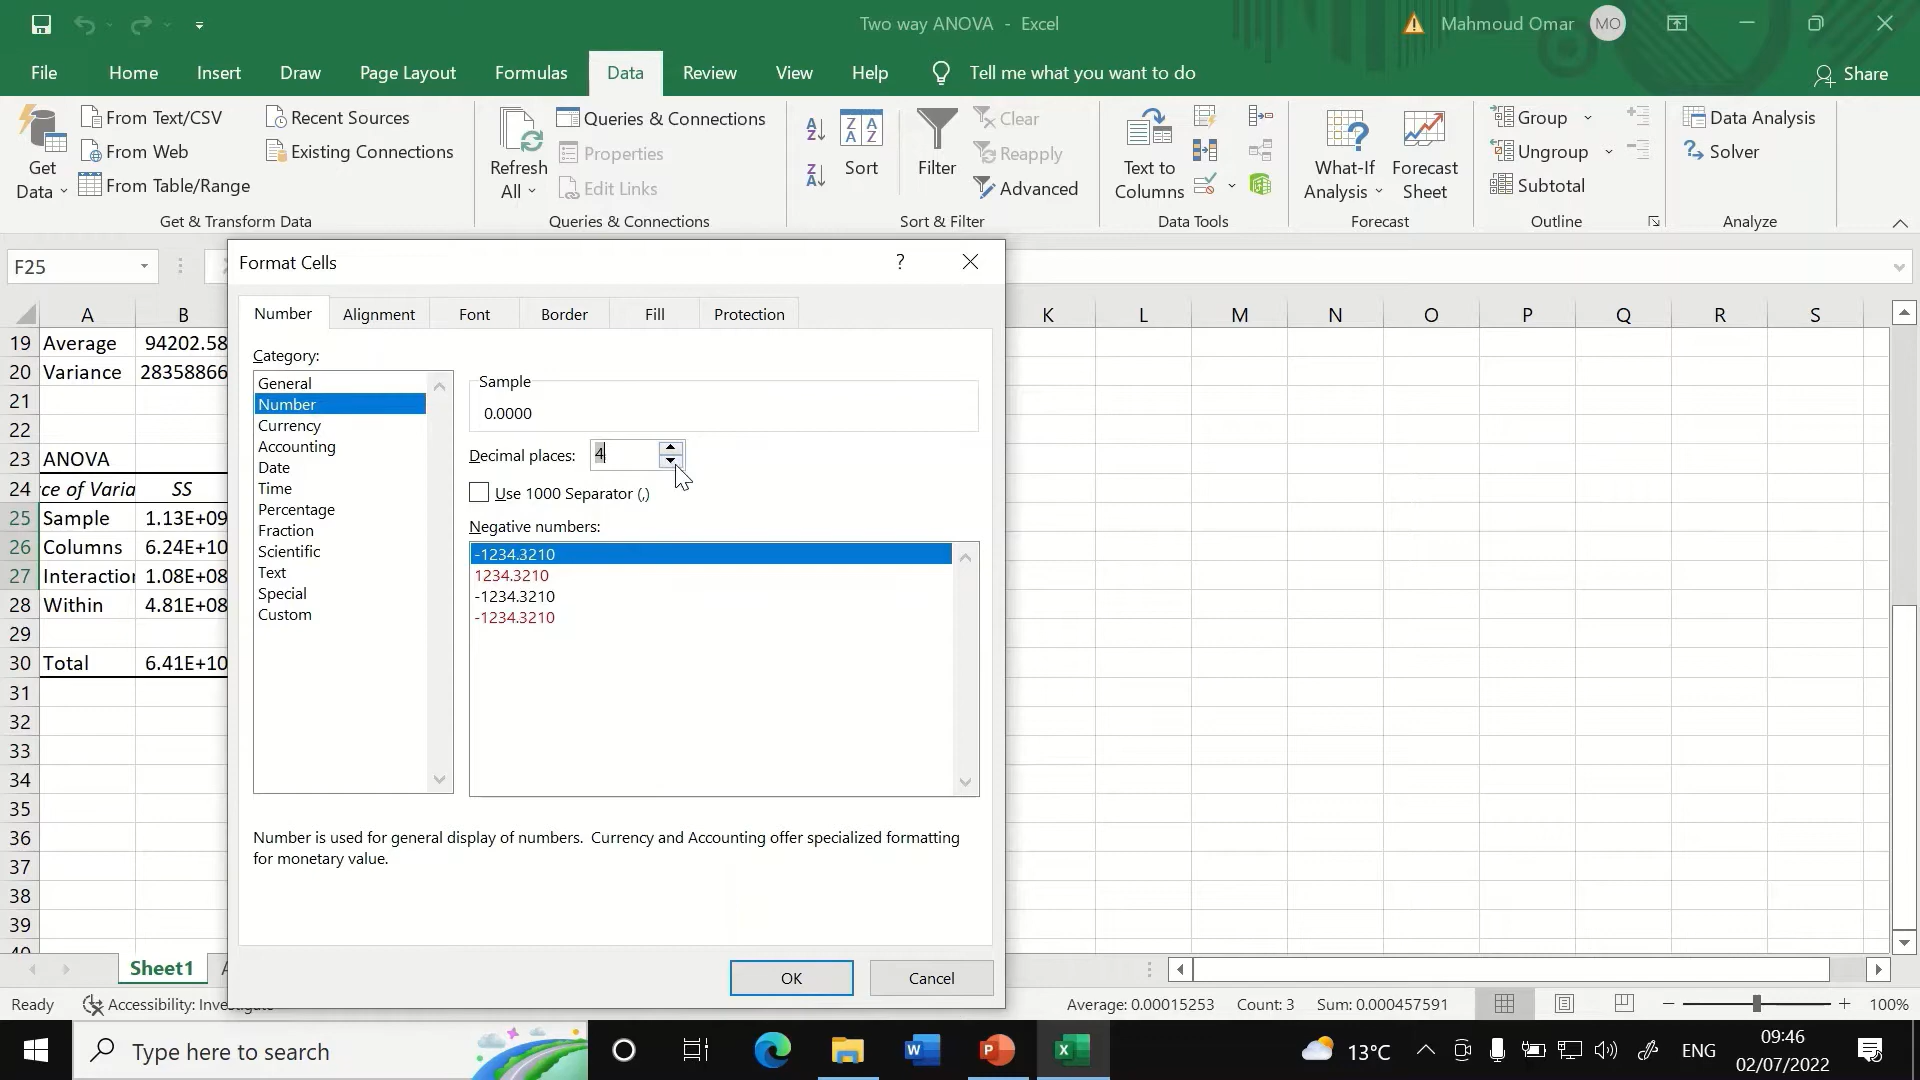 Two way ANOVA - Excel
Mahmoud Omar MO
File Home Insert Draw Page Layout Formulas Data Review View Help Tell me what you want to do Share
Get Data
From Text/CSV
From Web
From Table/Range
Recent Sources
Existing Connections
Get & Transform Data
Refresh All
Queries & Connections
Properties
Edit Links
Queries & Connections
Sort
Filter
Clear
Reapply
Advanced
Sort & Filter
Text to Columns
Data Tools
What-If Analysis
Forecast Sheet
Forecast
Group
Ungroup
Subtotal
Outline
Data Analysis
Solver
Analyze
F25
Format Cells
?
Number Alignment Font Border Fill Protection
Category:
General
Number
Currency
Accounting
Date
Time
Percentage
Fraction
Scientific
Text
Special
Custom
Sample
0.0000
Decimal places: 4
Use 1000 Separator (,)
Negative numbers:
-1234.3210
1234.3210
-1234.3210
-1234.3210
Number is used for general display of numbers. Currency and Accounting offer specialized formatting
for monetary value.
OK Cancel
A B K L M N O P Q R S
19 Average 94202.58
20 Variance 28358866
21
22
23 ANOVA
24 rce of Varia SS
25 Sample 1.13E+09
26 Columns 6.24E+10
27 Interaction 1.08E+08
28 Within 4.81E+08
29
30 Total 6.41E+10
31
32
33
34
35
36
37
38
39
40
Sheet1
Ready Accessibility: Investigate Average: 0.00015253 Count: 3 Sum: 0.000457591 100%
Type here to search
13°C ENG
09:46
02/07/2022